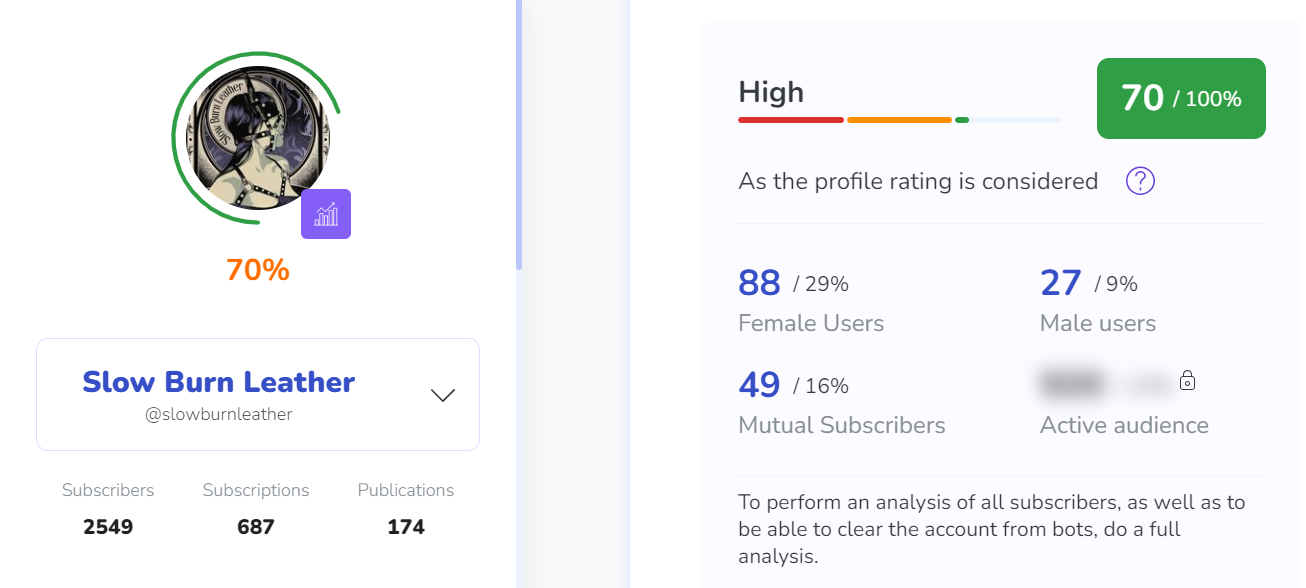 Slow Burn Leather
70%
Slow Burn Leather
@slowburnleather
Subscribers
Subscriptions
Publications
2549
687
174
High
70 / 100%
As the profile rating is considered
?
88 / 29%
Female Users
27 / 9%
Male users
49 / 16%
Mutual Subscribers
Active audience
To perform an analysis of all subscribers, as well as to
be able to clear the account from bots, do a full
analysis.